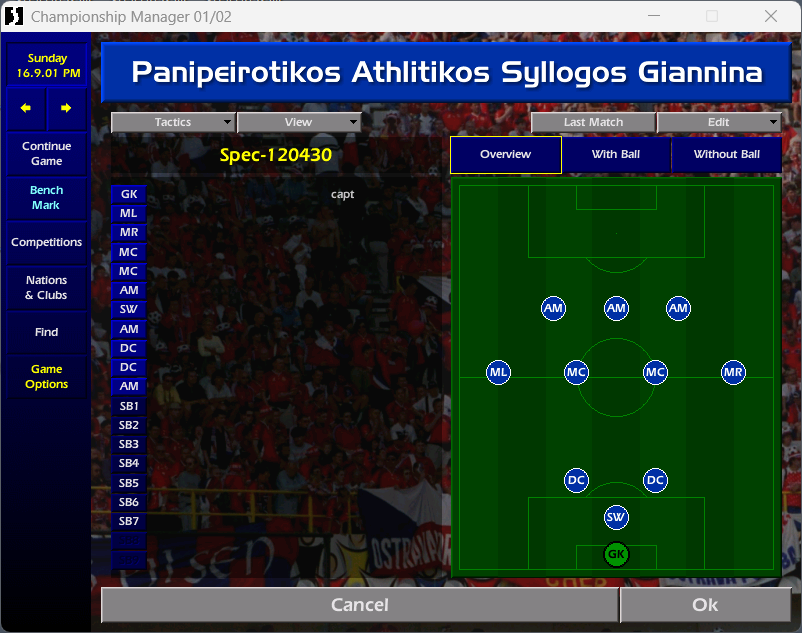 Championship Manager 01/02
Sunday
16.9.01 PM
Panipeirotikos Athlitikos Syllogos Giannina
Continue
Game
Bench
Mark
Competitions
Nations
& Clubs
Find
Game
Options
Tactics
View
Last Match
Edit
Spec-120430
Overview
With Ball
Without Ball
GK
capt
ML
MR
MC
MC
AM
SW
AM
DC
DC
AM
SB1
SB2
SB3
SB4
SB5
SB6
SB7
AM
AM
AM
ML
MC
MC
MR
DC
DC
SW
GK
Cancel
Ok